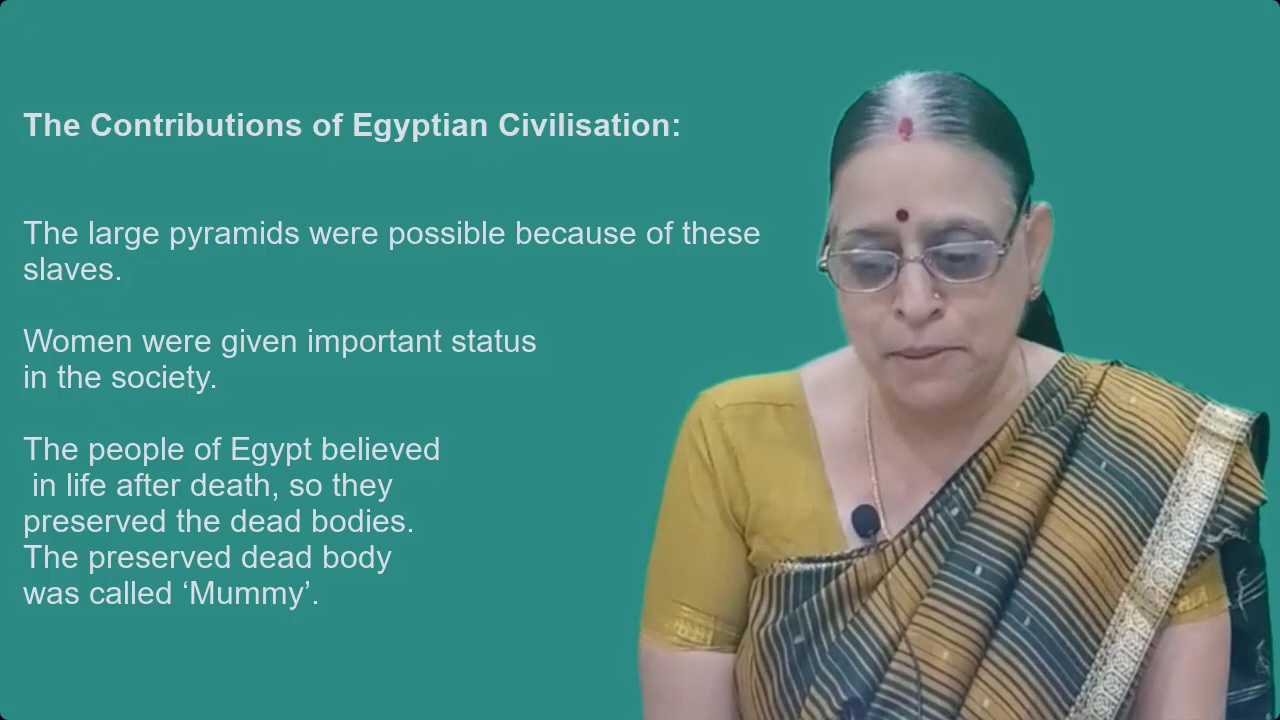 The Contributions of Egyptian Civilisation:
The large pyramids were possible because of these
slaves.
Women were given important status
in the society.
The people of Egypt believed
in life after death, so they
preserved the dead bodies.
The preserved dead body
was called ‘Mummy’.